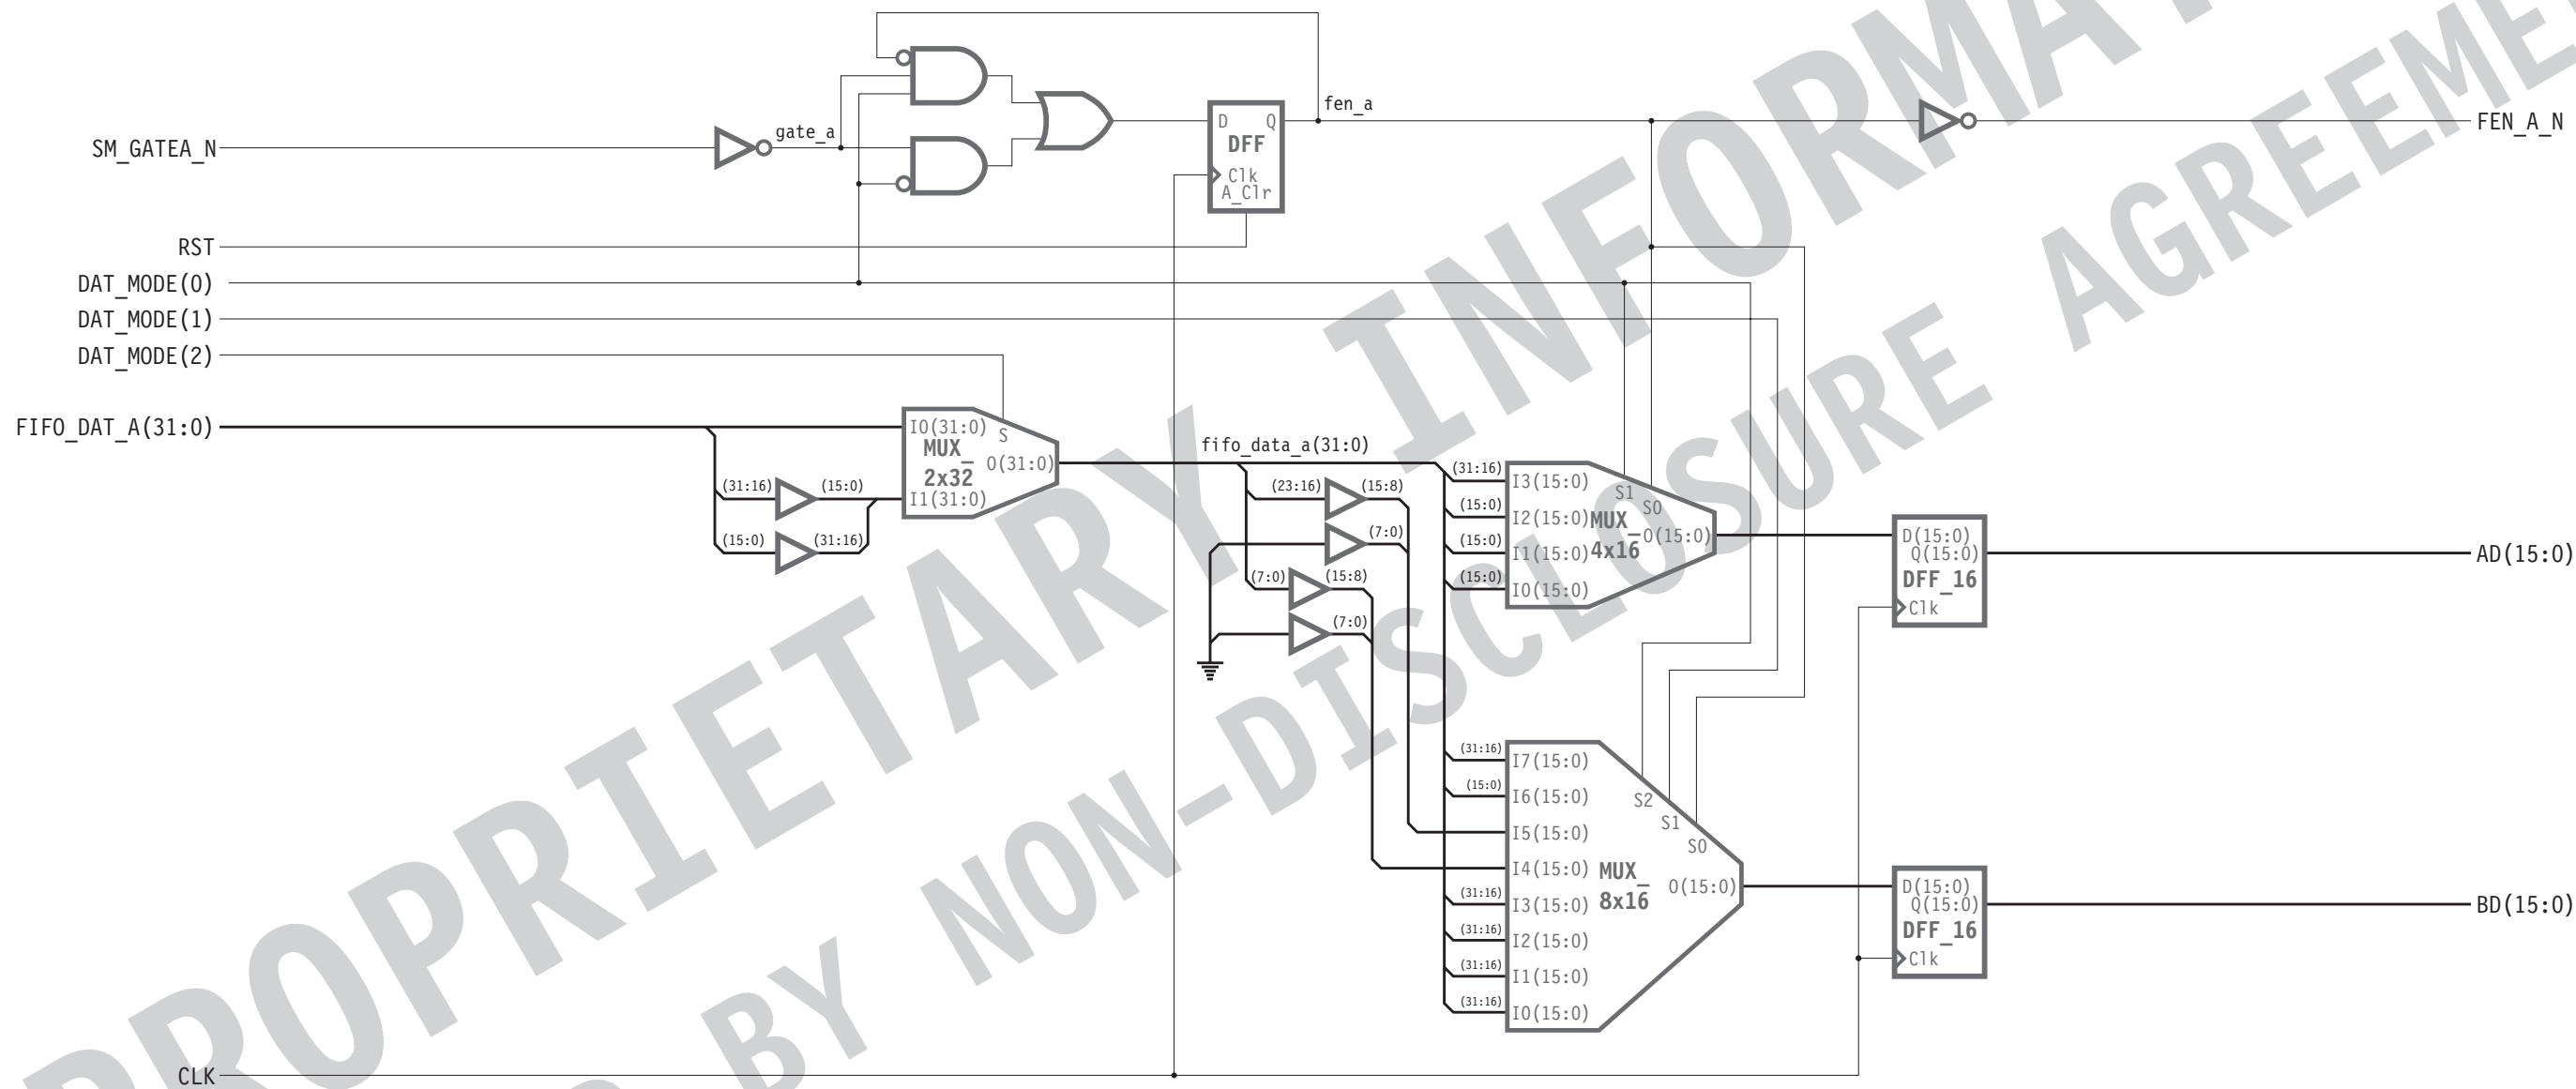 fen_a
SM_GATEA_N
gate_a
D Q
DFF
Clk
A_Clr
FEN_A_N
RST
DAT_MODE(0)
DAT_MODE(1)
DAT_MODE(2)
FIFO_DAT_A(31:0)
I0(31:0)
S
MUX_
2x32
O(31:0)
I1(31:0)
(31:16)
(15:0)
(15:0)
(31:16)
fifo_data_a(31:0)
(23:16)
(15:8)
(7:0)
(7:0)
(15:8)
(7:0)
(31:16)
I3(15:0)
S1
S0
(15:0)
I2(15:0)
MUX_
4x16
O(15:0)
(15:0)
I1(15:0)
(15:0)
I0(15:0)
D(15:0)
Q(15:0)
DFF_16
Clk
AD(15:0)
(31:16)
I7(15:0)
(15:0)
I6(15:0)
S2
S1
S0
I5(15:0)
I4(15:0)
MUX_
8x16
O(15:0)
(31:16)
I3(15:0)
(31:16)
I2(15:0)
(31:16)
I1(15:0)
(31:16)
I0(15:0)
D(15:0)
Q(15:0)
DFF_16
Clk
BD(15:0)
CLK
PROPRIETARY INFORMAT
BY NON-DISCLOSURE AGREEME